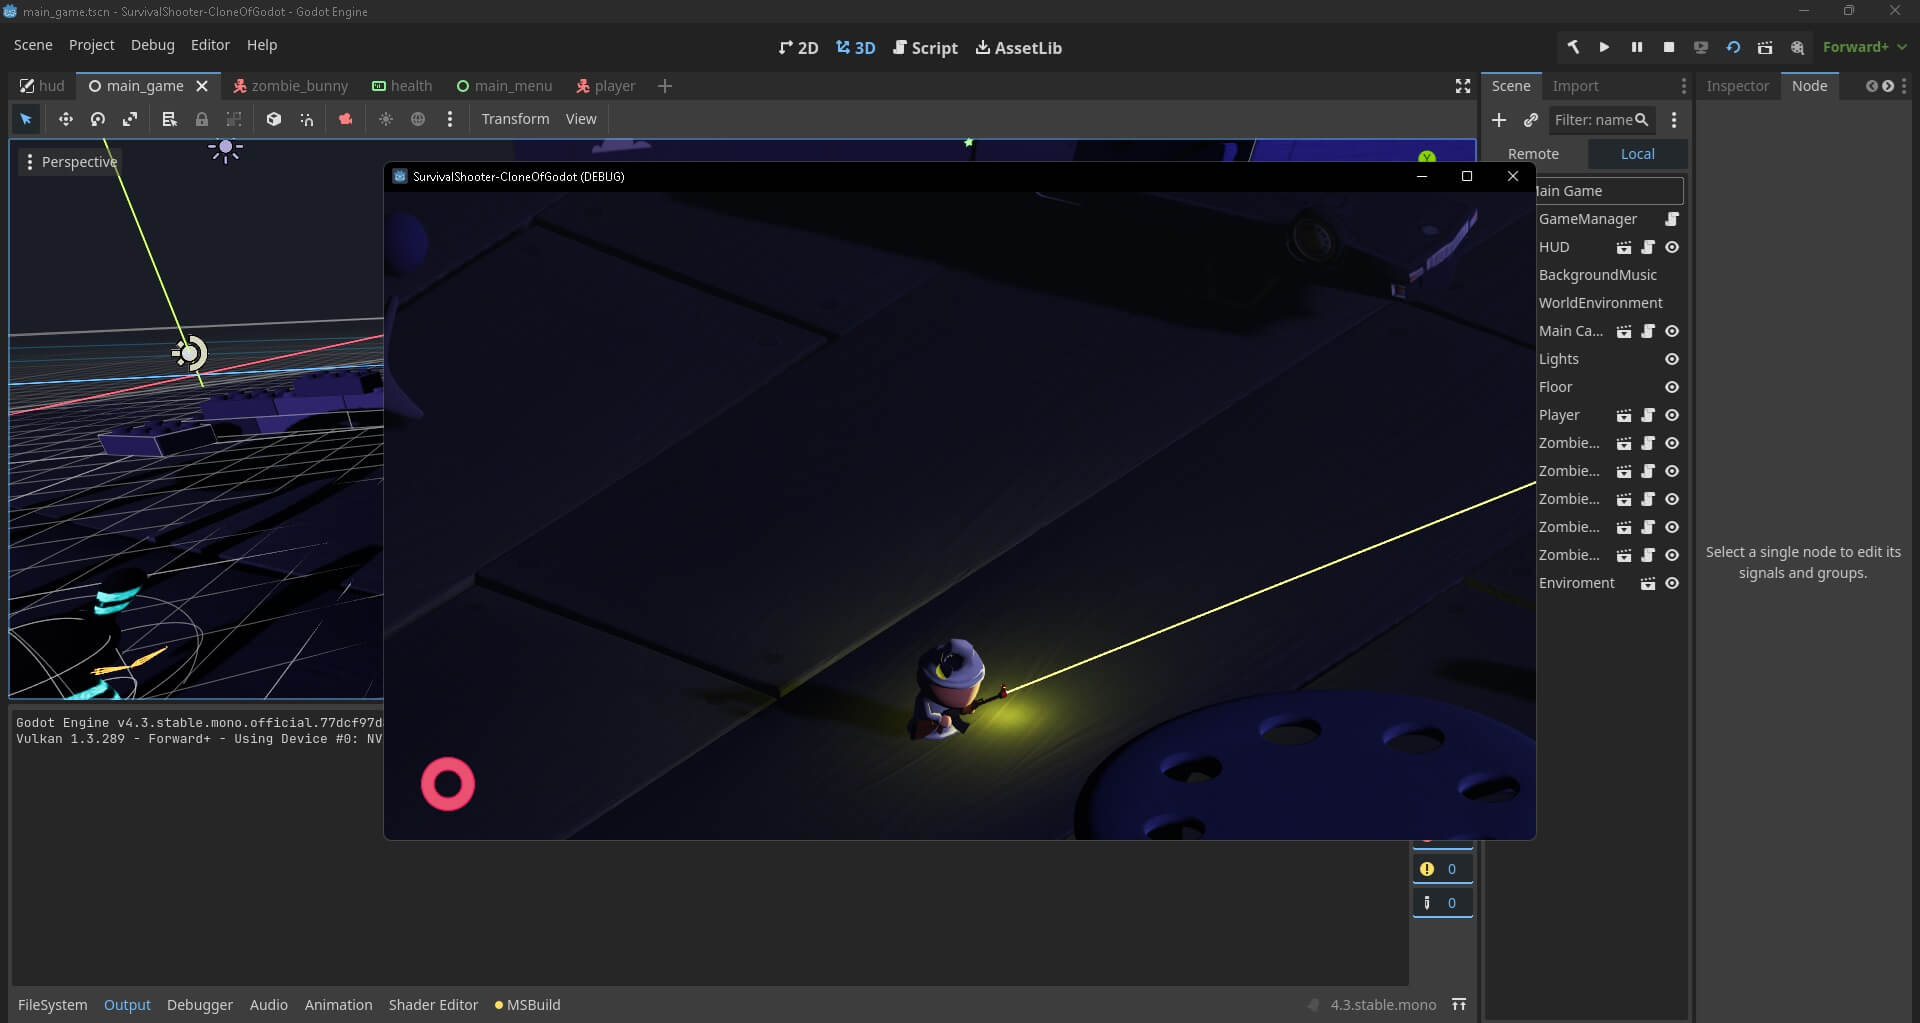 main_game.tscn - SurvivalShooter-CloneOfGodot - Godot Engine
Scene Project Debug Editor Help
2D 3D Script AssetLib
Forward+
hud main_game zombie_bunny health main_menu player
Scene Import
Inspector Node
Transform View
Filter: name
Perspective
Remote Local
Y
SurvivalShooter-CloneOfGodot (DEBUG)
ain Game
GameManager
HUD
BackgroundMusic
WorldEnvironment
Main Ca...
Lights
Floor
Player
Zombie...
Zombie...
Zombie...
Zombie...
Zombie...
Enviroment
Select a single node to edit its
signals and groups.
Godot Engine v4.3.stable.mono.official.77dcf97d
Vulkan 1.3.289 - Forward+ - Using Device #0: NV
0
0
FileSystem Output Debugger Audio Animation Shader Editor MSBuild
4.3.stable.mono